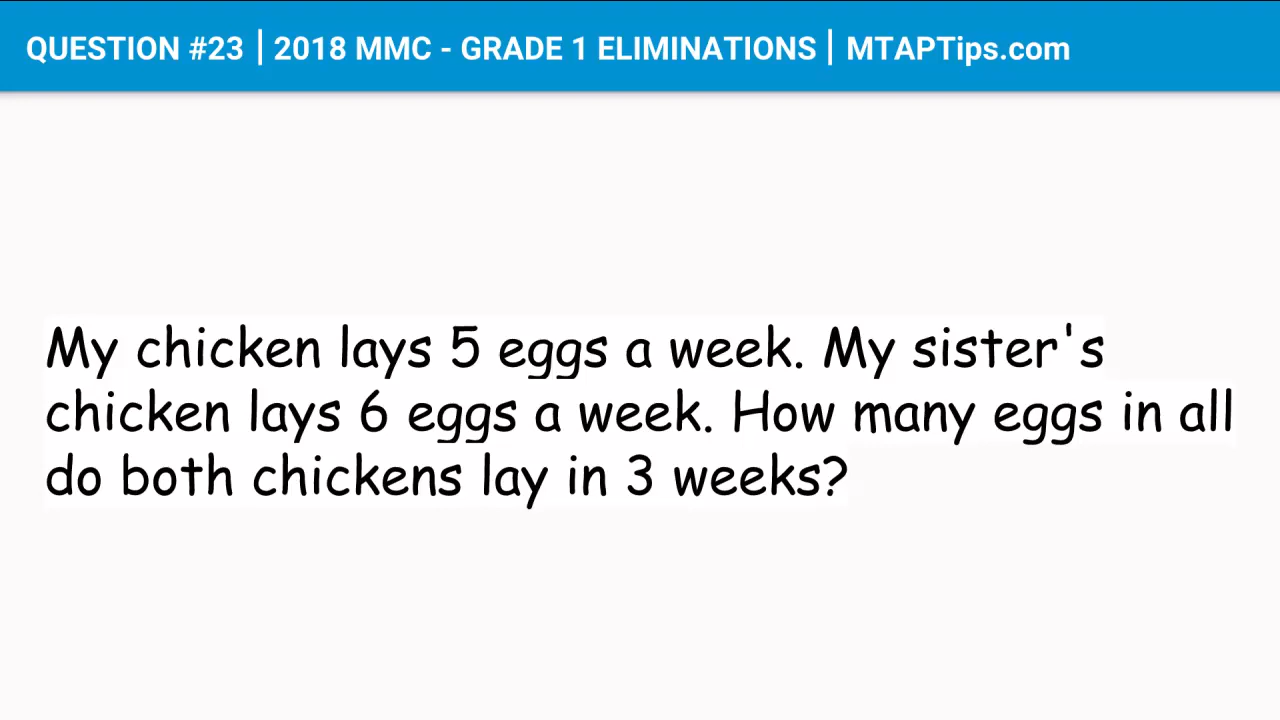 QUESTION #23 | 2018 MMC - GRADE 1 ELIMINATIONS | MTAPTips.com
My chicken lays 5 eggs a week. My sister's
chicken lays 6 eggs a week. How many eggs in all
do both chickens lay in 3 weeks?